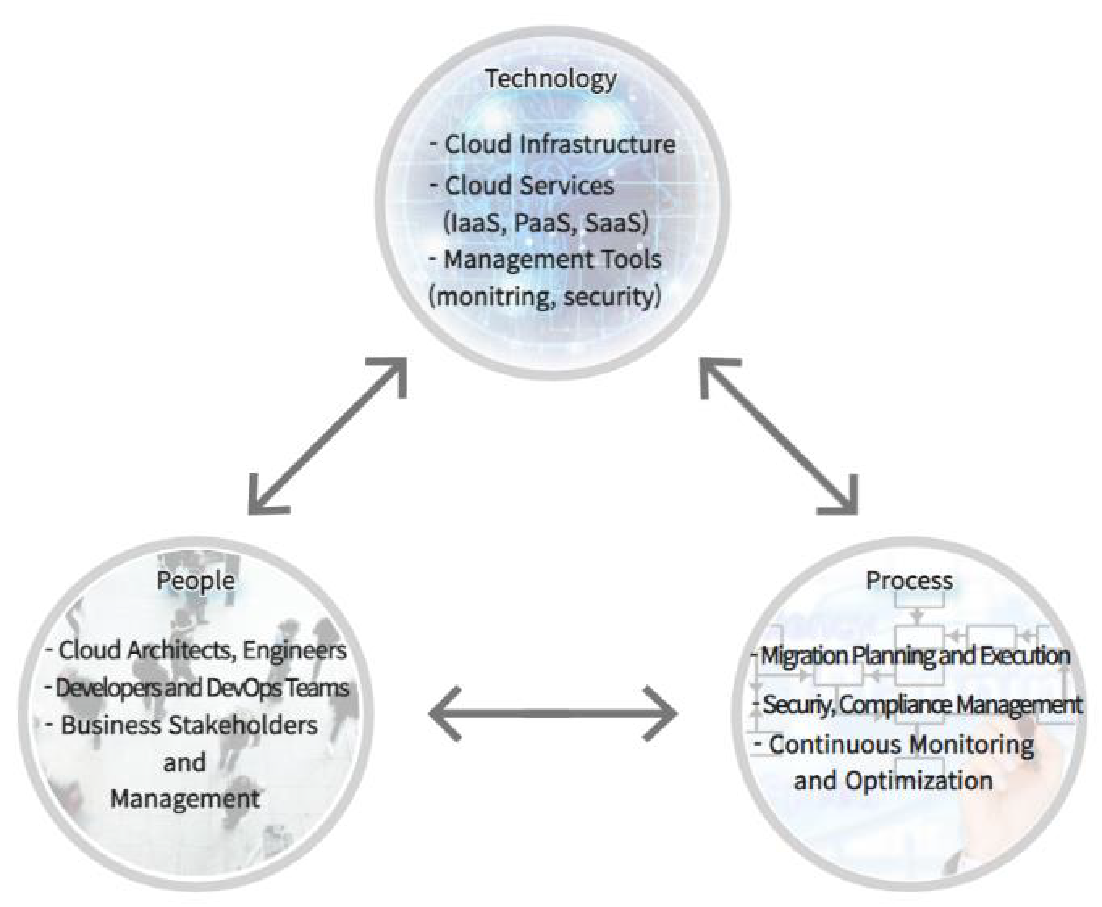 Technology
- Cloud Infrastructure
- Cloud Services
(IaaS, PaaS, SaaS)
- Management Tools
(monitring, security)
People
- Cloud Architects, Engineers
- Developers and DevOps Teams
- Business Stakeholders
and
Management
Process
- Migration Planning and Execution
- Securiy, Compliance Management
- Continuous Monitoring
and Optimization